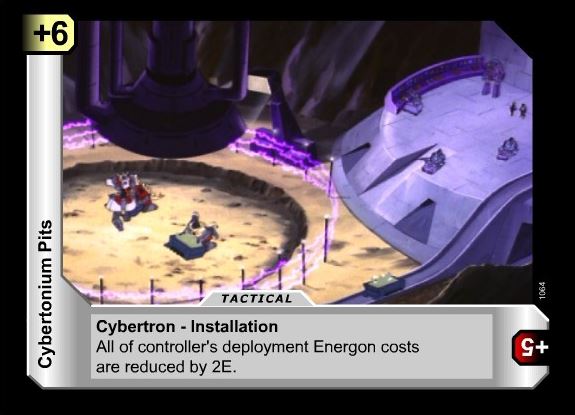 +6
Cybertonium Pits
TACTICAL
1064
Cybertron - Installation
All of controller's deployment Energon costs
are reduced by 2E.
+5